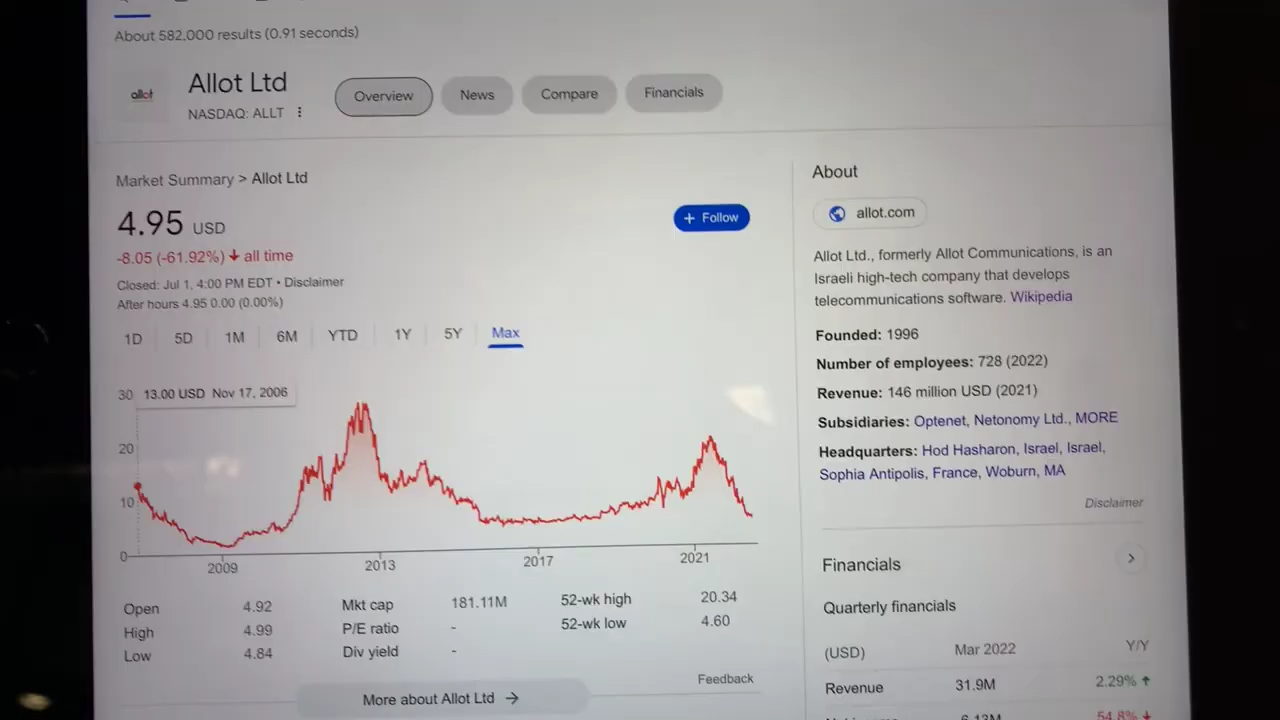 About 582,000 results (0.91 seconds)
allot
Allot Ltd
NASDAQ: ALLT
Overview
News
Compare
Financials
Market Summary > Allot Ltd
4.95 USD
+ Follow
-8.05 (-61.92%) all time
Closed: Jul 1, 4:00 PM EDT • Disclaimer
After hours 4.95 0.00 (0.00%)
1D 5D 1M 6M YTD 1Y 5Y Max
30
13.00 USD Nov 17, 2006
20
10
0
2009 2013 2017 2021
Open 4.92 Mkt cap 181.11M 52-wk high 20.34
High 4.99 P/E ratio - 52-wk low 4.60
Low 4.84 Div yield -
Feedback
More about Allot Ltd →
About
allot.com
Allot Ltd., formerly Allot Communications, is an
Israeli high-tech company that develops
telecommunications software. Wikipedia
Founded: 1996
Number of employees: 728 (2022)
Revenue: 146 million USD (2021)
Subsidiaries: Optenet, Netonomy Ltd., MORE
Headquarters: Hod Hasharon, Israel, Israel,
Sophia Antipolis, France, Woburn, MA
Disclaimer
Financials
Quarterly financials
(USD) Mar 2022 Y/Y
Revenue 31.9M 2.29%